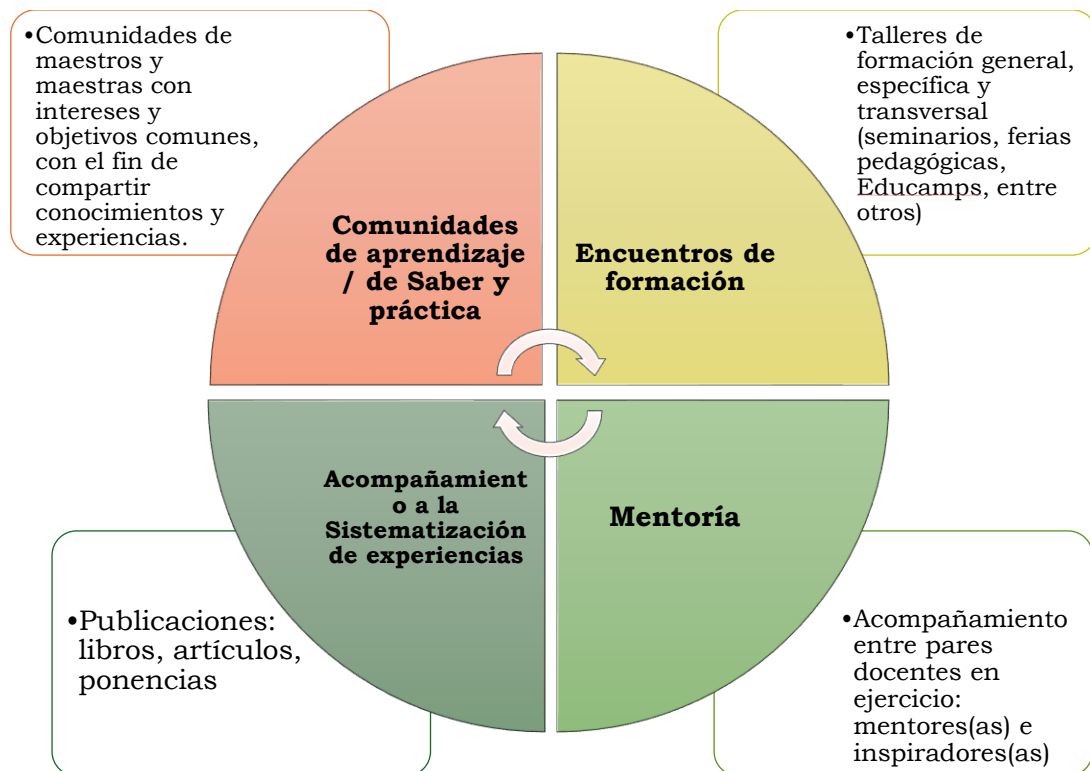 •Comunidades de
maestros y
maestras con
intereses y
objetivos comunes,
con el fin de
compartir
conocimientos y
experiencias.
•Talleres de
formación general,
específica y
transversal
(seminarios, ferias
pedagógicas,
Educamps, entre
otros)
Comunidades
de aprendizaje
/ de Saber y
práctica
Encuentros de
formación
Acompañamient
o a la
Sistematización
de experiencias
Mentoría
•Publicaciones:
libros, artículos,
ponencias
•Acompañamiento
entre pares
docentes en
ejercicio:
mentores(as) e
inspiradores(as)